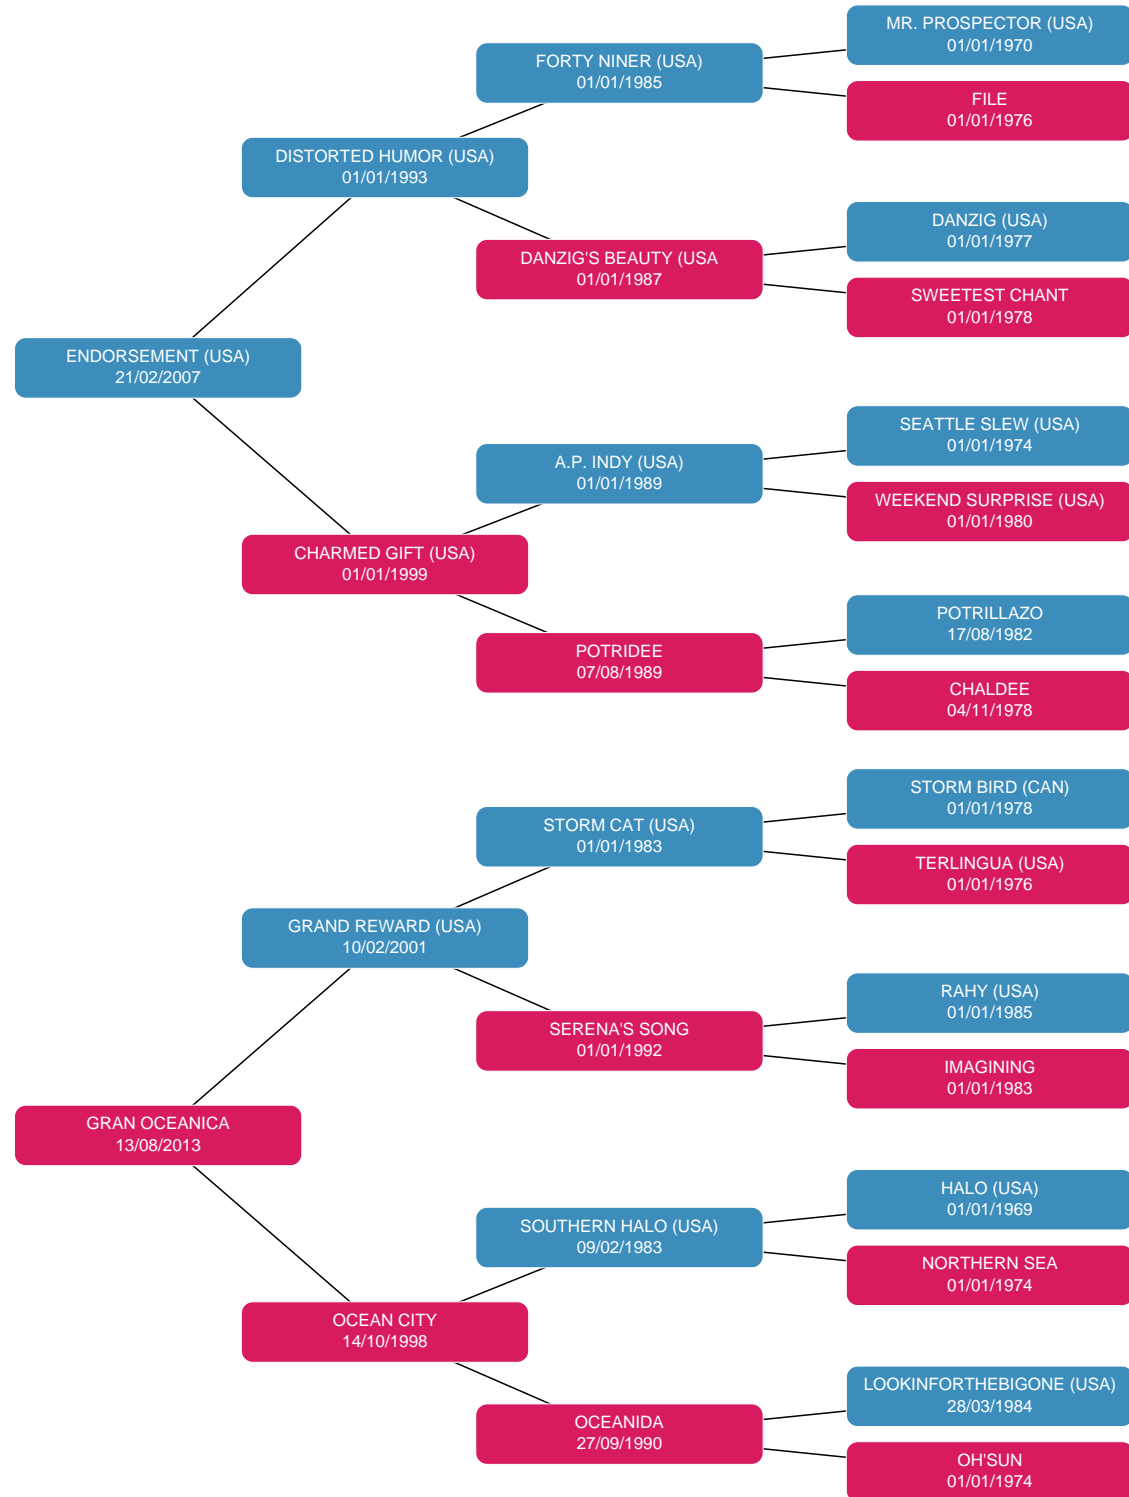 MR. PROSPECTOR (USA)
01/01/1970
FORTY NINER (USA)
01/01/1985
FILE
01/01/1976
DISTORTED HUMOR (USA)
01/01/1993
DANZIG (USA)
01/01/1977
DANZIG'S BEAUTY (USA
01/01/1987
SWEETEST CHANT
01/01/1978
ENDORSEMENT (USA)
21/02/2007
SEATTLE SLEW (USA)
01/01/1974
A.P. INDY (USA)
01/01/1989
WEEKEND SURPRISE (USA)
01/01/1980
CHARMED GIFT (USA)
01/01/1999
POTRILLAZO
17/08/1982
POTRIDEE
07/08/1989
CHALDEE
04/11/1978
STORM BIRD (CAN)
01/01/1978
STORM CAT (USA)
01/01/1983
TERLINGUA (USA)
01/01/1976
GRAND REWARD (USA)
10/02/2001
RAHY (USA)
01/01/1985
SERENA'S SONG
01/01/1992
IMAGINING
01/01/1983
GRAN OCEANICA
13/08/2013
HALO (USA)
01/01/1969
SOUTHERN HALO (USA)
09/02/1983
NORTHERN SEA
01/01/1974
OCEAN CITY
14/10/1998
LOOKINFORTHEBIGONE (USA)
28/03/1984
OCEANIDA
27/09/1990
OH'SUN
01/01/1974